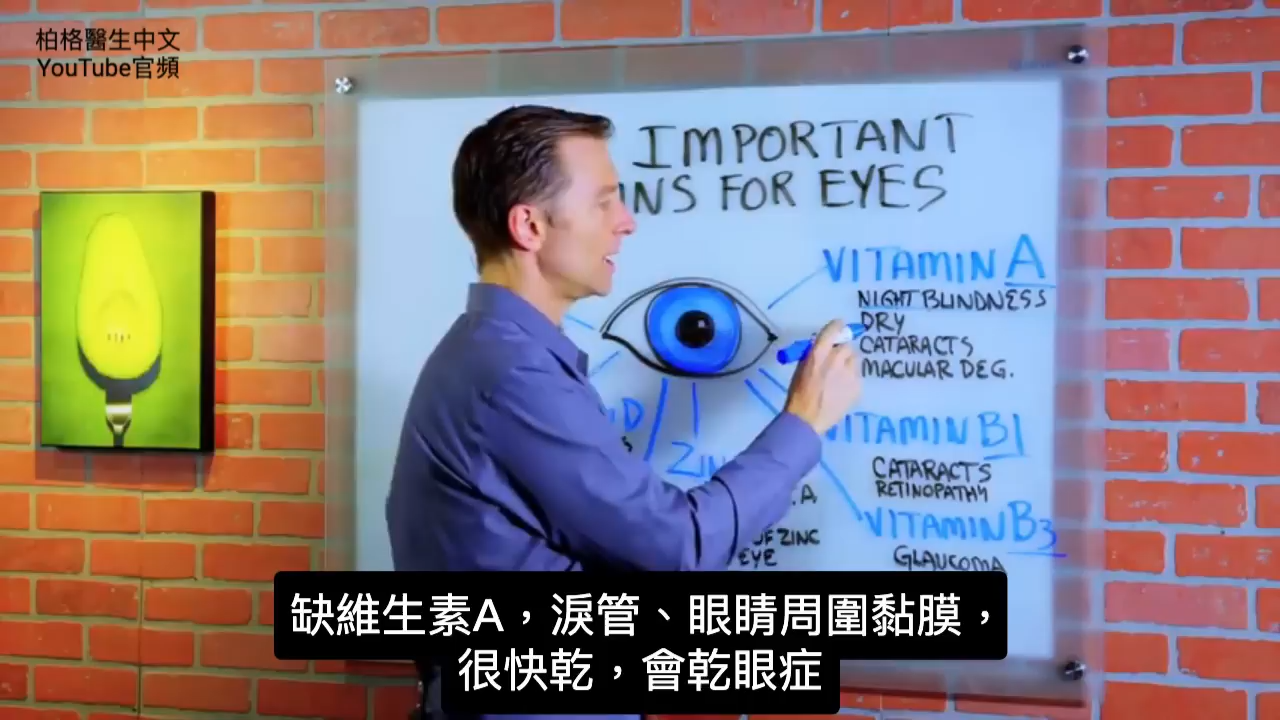 柏格醫生中文
YouTube官頻
IMPORTANT
FOR EYES
VITAMIN A
NIGHT BLINDNESS
DRY
CATARACTS
MACULAR DEG.
VITAMIN B1
CATARACTS
RETINOPATHY
VITAMIN B3
GLAUCOMA
OF ZINC
EYE
缺維生素A，淚管、眼睛周圍黏膜，
很快乾，會乾眼症